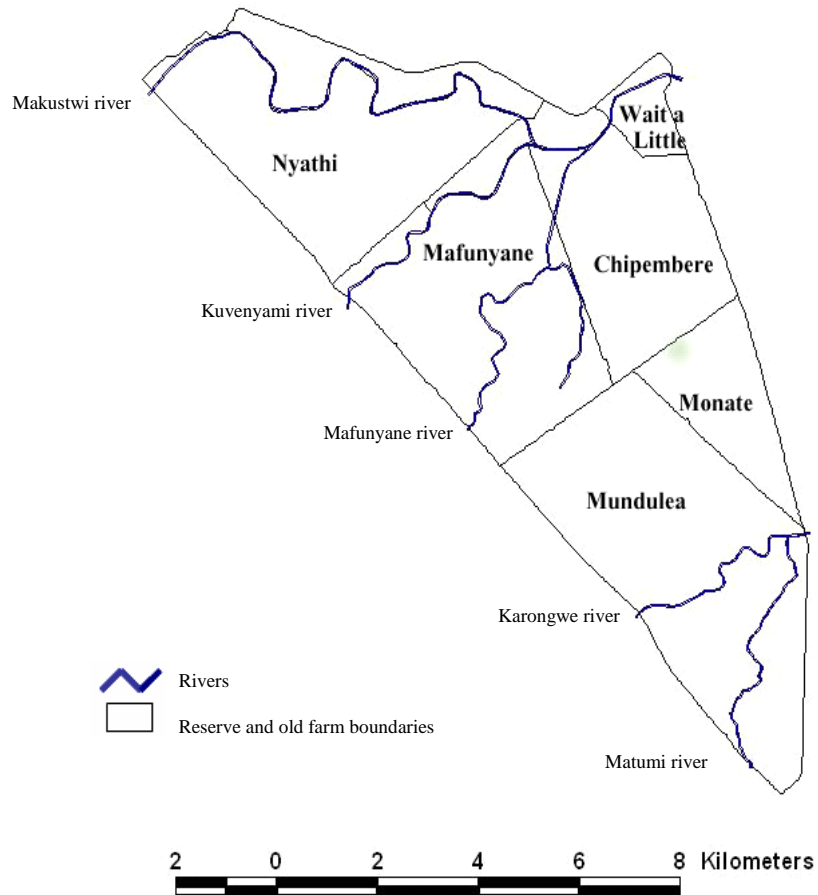 Makustwi river
Wait a
Little
Nyathi
Mafunyane
Chipembere
Kuvenyami river
Monate
Mafunyane river
Mundulea
Karongwe river
Rivers
Reserve and old farm boundaries
Matumi river
2 0 2 4 6 8 Kilometers